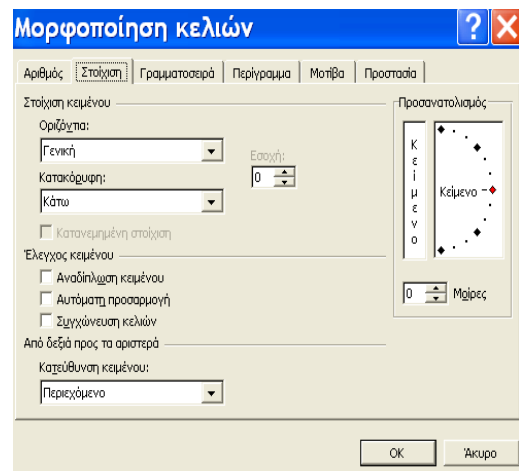 Μορφοποίηση κελιών ? X
Αριθμός Στοίχιση Γραμματοσειρά Περίγραμμα Μοτίβα Προστασία
Στοίχιση κειμένου
Οριζόντια:
Γενική
Εσοχή:
0
Κατακόρυφη:
Κάτω
Κατανεμημένη στοίχιση
Έλεγχος κειμένου
Αναδίπλωση κειμένου
Αυτόματη προσαρμογή
Συγχώνευση κελιών
Από δεξιά προς τα αριστερά
Κατεύθυνση κειμένου:
Περιεχόμενο
Προσανατολισμός
Κείμενο
Κείμενο
0 Μοίρες
OK Άκυρο